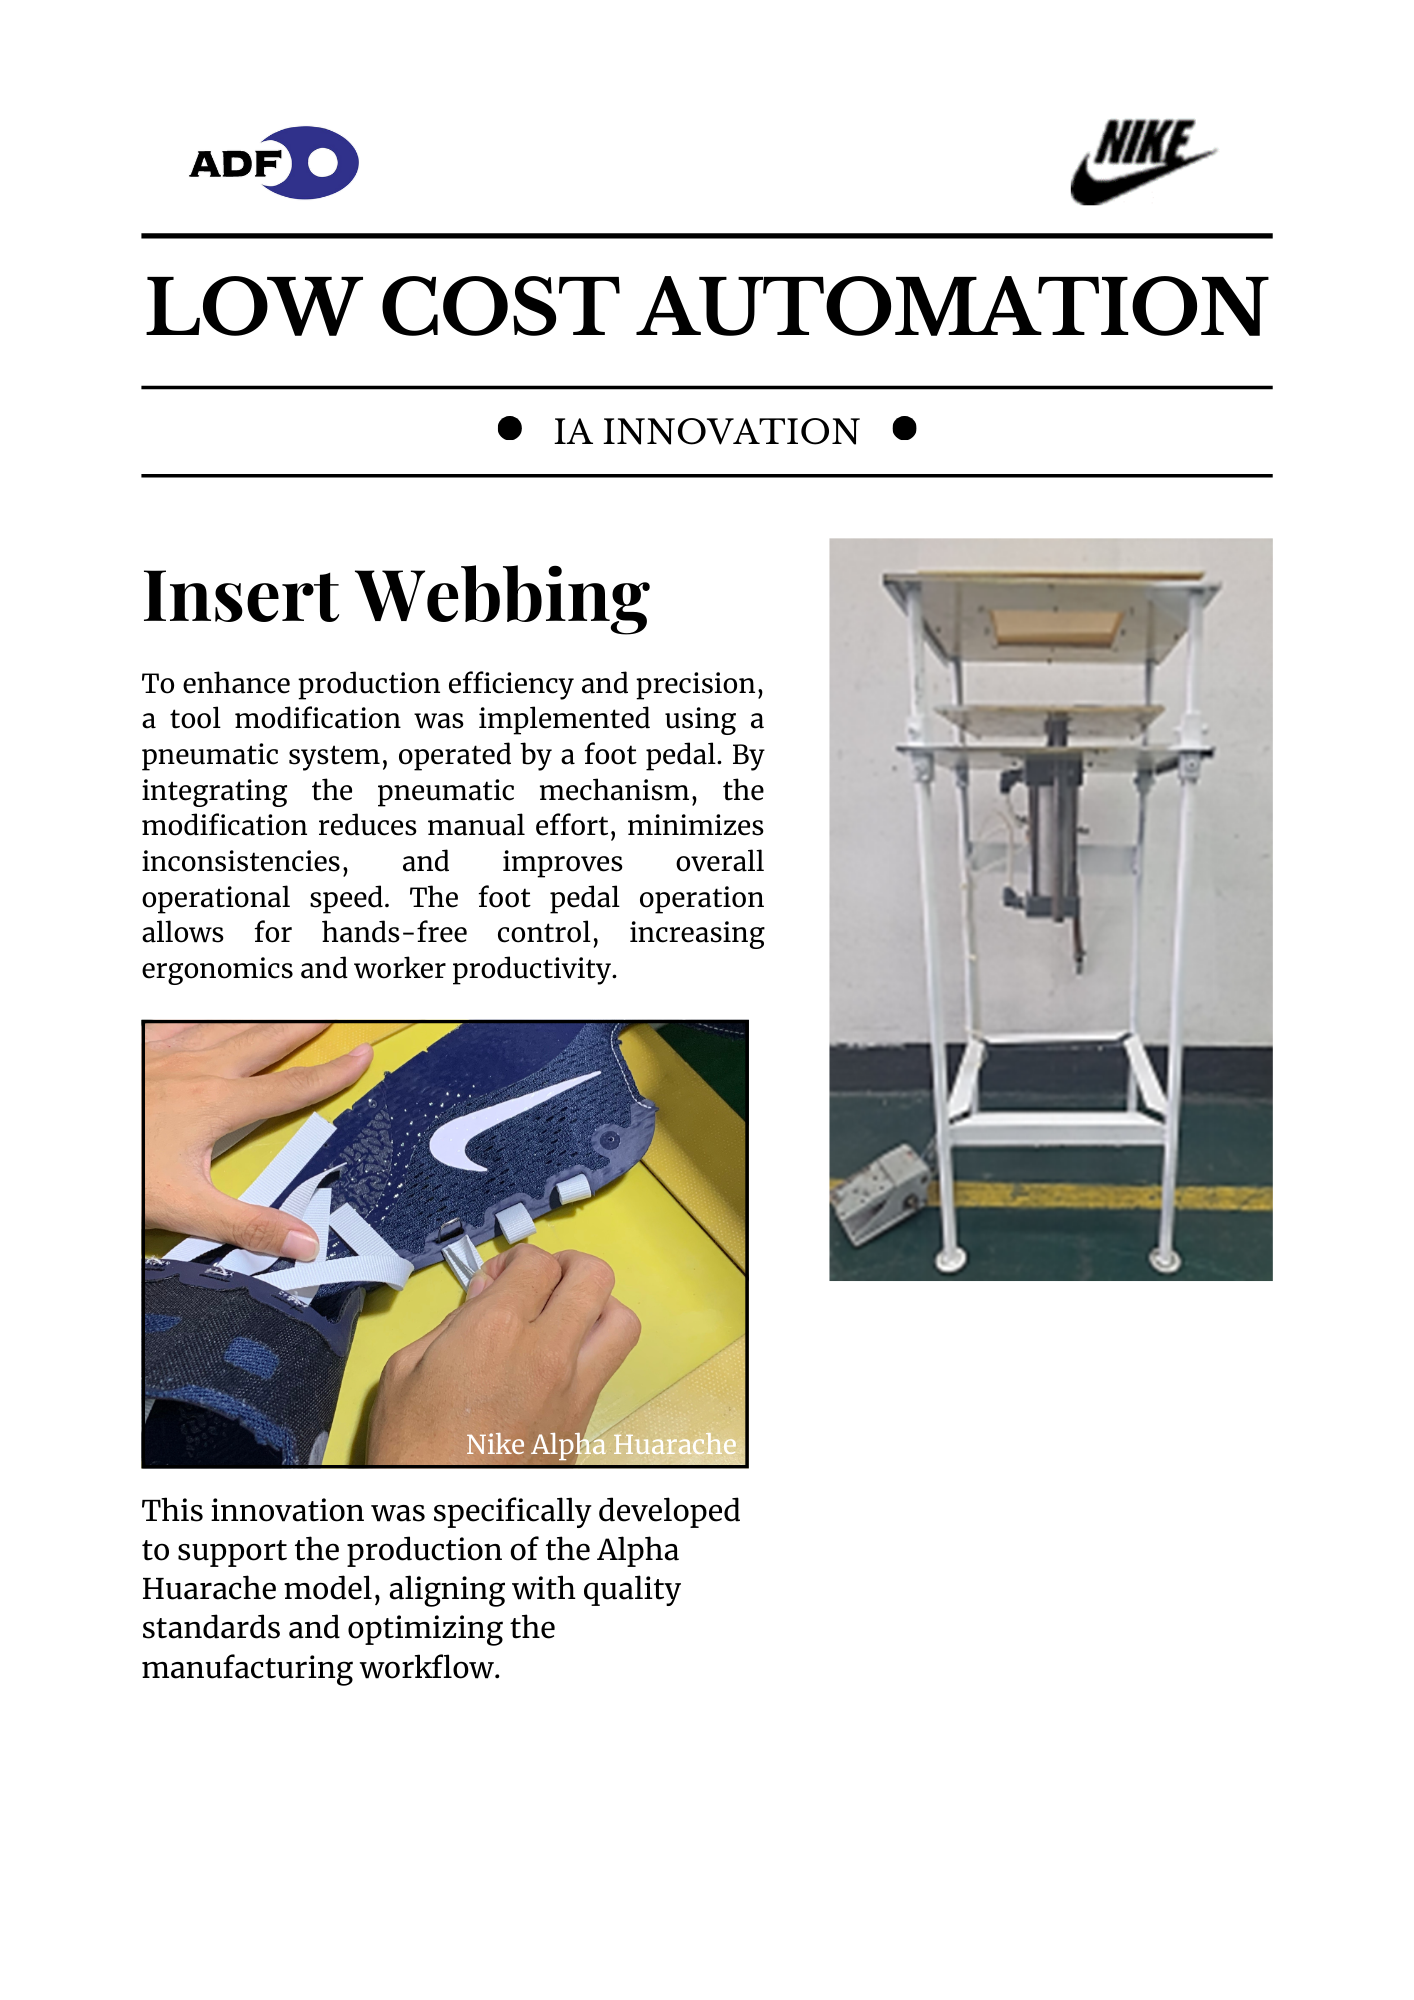 ADF
NIKE
LOW COST AUTOMATION
IA INNOVATION
Insert Webbing
To enhance production efficiency and precision,
a tool modification was implemented using a
pneumatic system, operated by a foot pedal. By
integrating the pneumatic mechanism, the
modification reduces manual effort, minimizes
inconsistencies, and improves overall
operational speed. The foot pedal operation
allows for hands-free control, increasing
ergonomics and worker productivity.
Nike Alpha Huarache
This innovation was specifically developed
to support the production of the Alpha
Huarache model, aligning with quality
standards and optimizing the
manufacturing workflow.